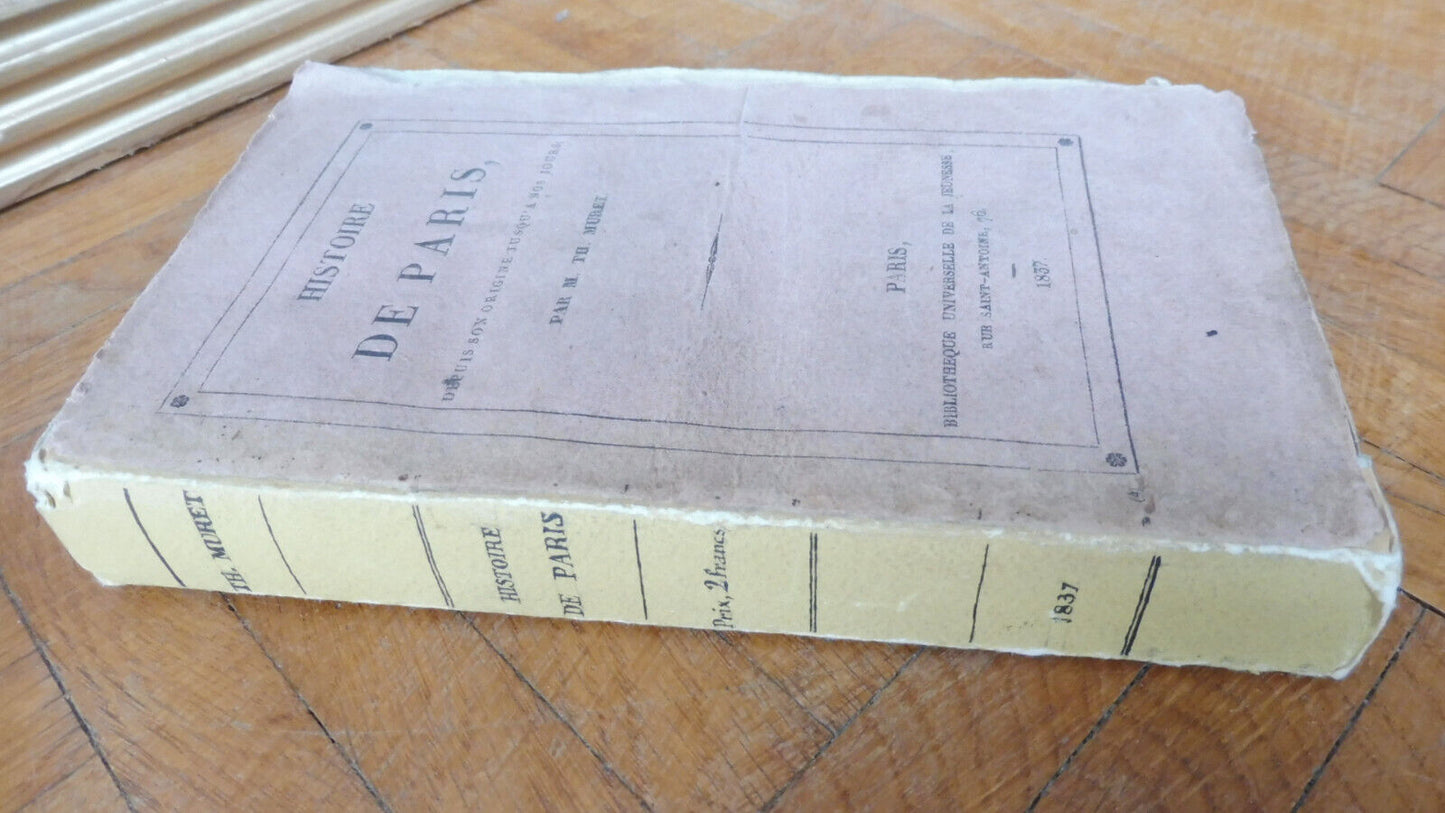 HISTOIRE
DE PARIS,
DEPUIS SON ORIGINE JUSQU'A NOS JOURS,
PAR M. TH. MURET
PARIS,
BIBLIOTHEQUE UNIVERSELLE DE LA JEUNESSE,
RUE SAINT-ANTOINE, 76.
1837.
TH. MURET
HISTOIRE
DE PARIS
Prix, 2 francs
1837